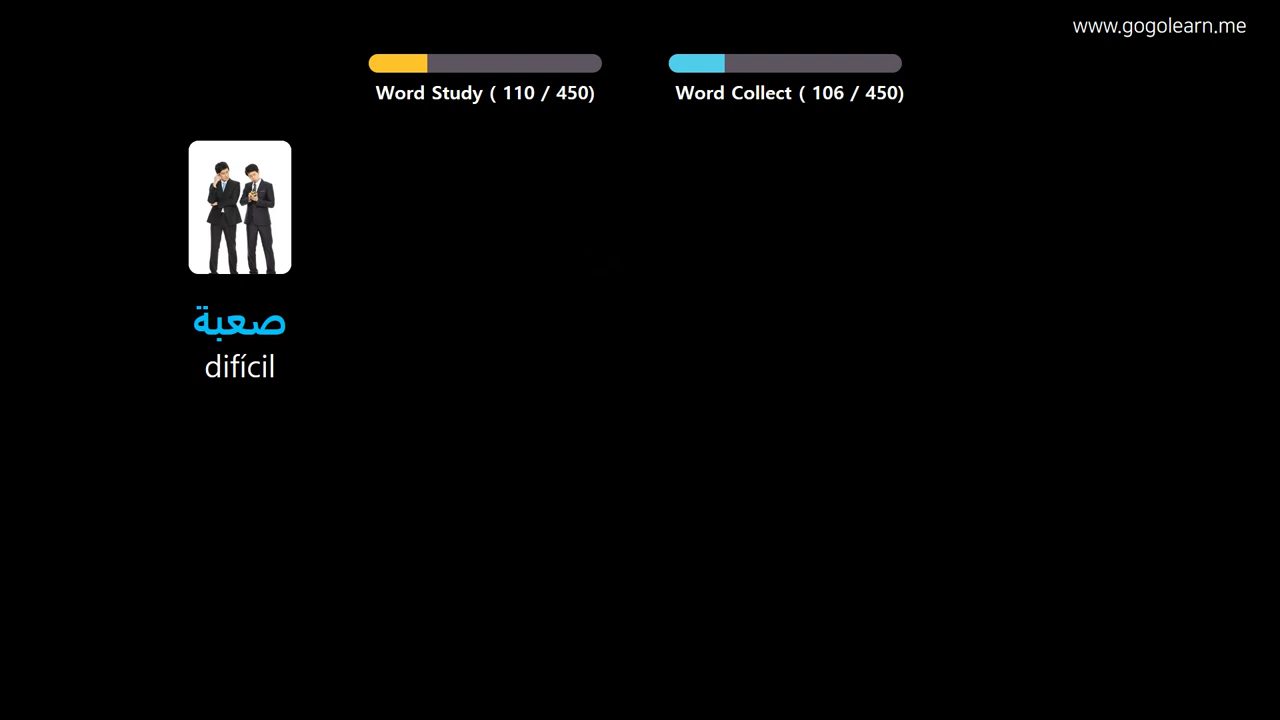 www.gogolearn.me
Word Study ( 110 / 450)
Word Collect ( 106 / 450)
صعبة
difícil